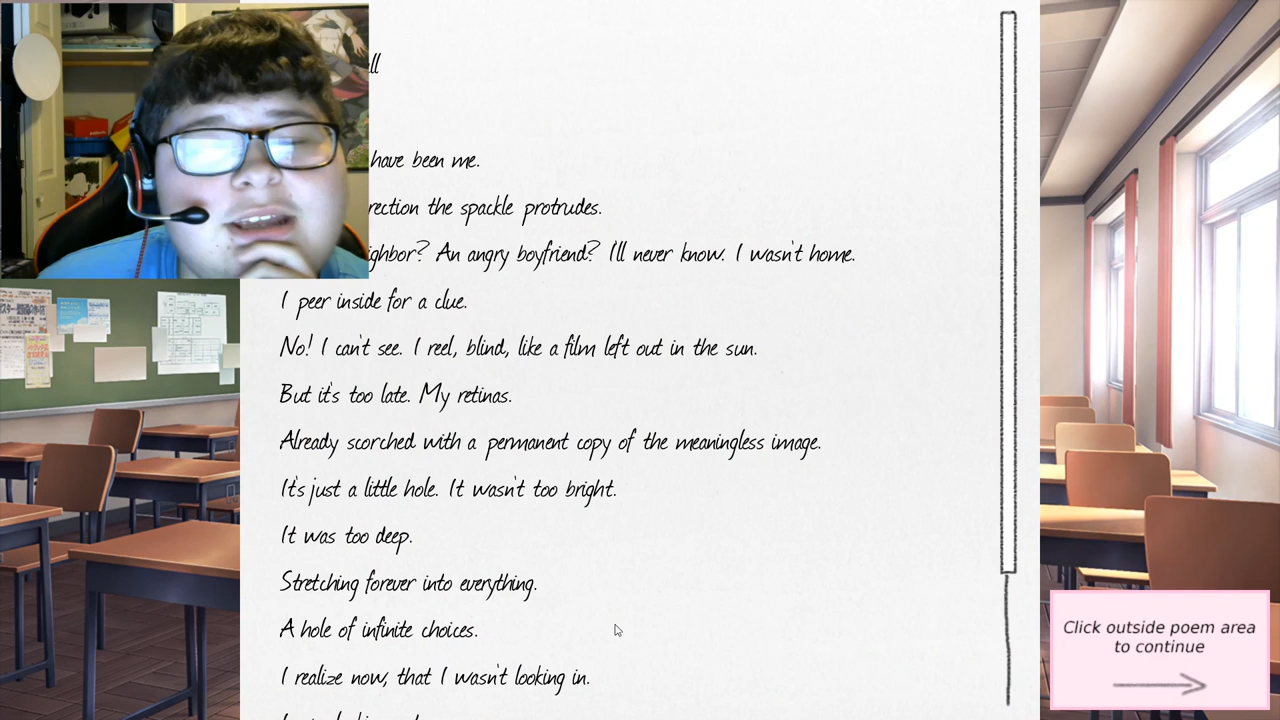 ll
have been me.
rection the spackle protrudes.
ighbor? An angry boyfriend? I'll never know. I wasn't home.
I peer inside for a clue.
No! I can't see. I reel, blind, like a film left out in the sun.
But it's too late. My retinas.
Already scorched with a permanent copy of the meaningless image.
It's just a little hole. It wasn't too bright.
It was too deep.
Stretching forever into everything.
A hole of infinite choices.
I realize now, that I wasn't looking in.
Click outside poem area
to continue